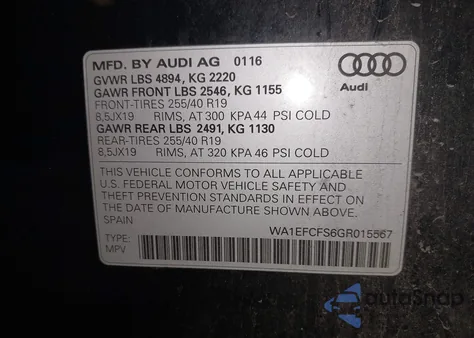 MFD. BY AUDI AG 0116
GVWR LBS 4894, KG 2220
GAWR FRONT LBS 2546, KG 1155
FRONT-TIRES 255/40 R19
8,5JX19 RIMS, AT 300 KPA 44 PSI COLD
GAWR REAR LBS 2491, KG 1130
REAR-TIRES 255/40 R19
8,5JX19 RIMS, AT 320 KPA 46 PSI COLD
Audi
THIS VEHICLE CONFORMS TO ALL APPLICABLE
U.S. FEDERAL MOTOR VEHICLE SAFETY AND
THEFT PREVENTION STANDARDS IN EFFECT ON
THE DATE OF MANUFACTURE SHOWN ABOVE.
SPAIN
WA1EFCFS6GR015567
TYPE:
MPV
autoSnap